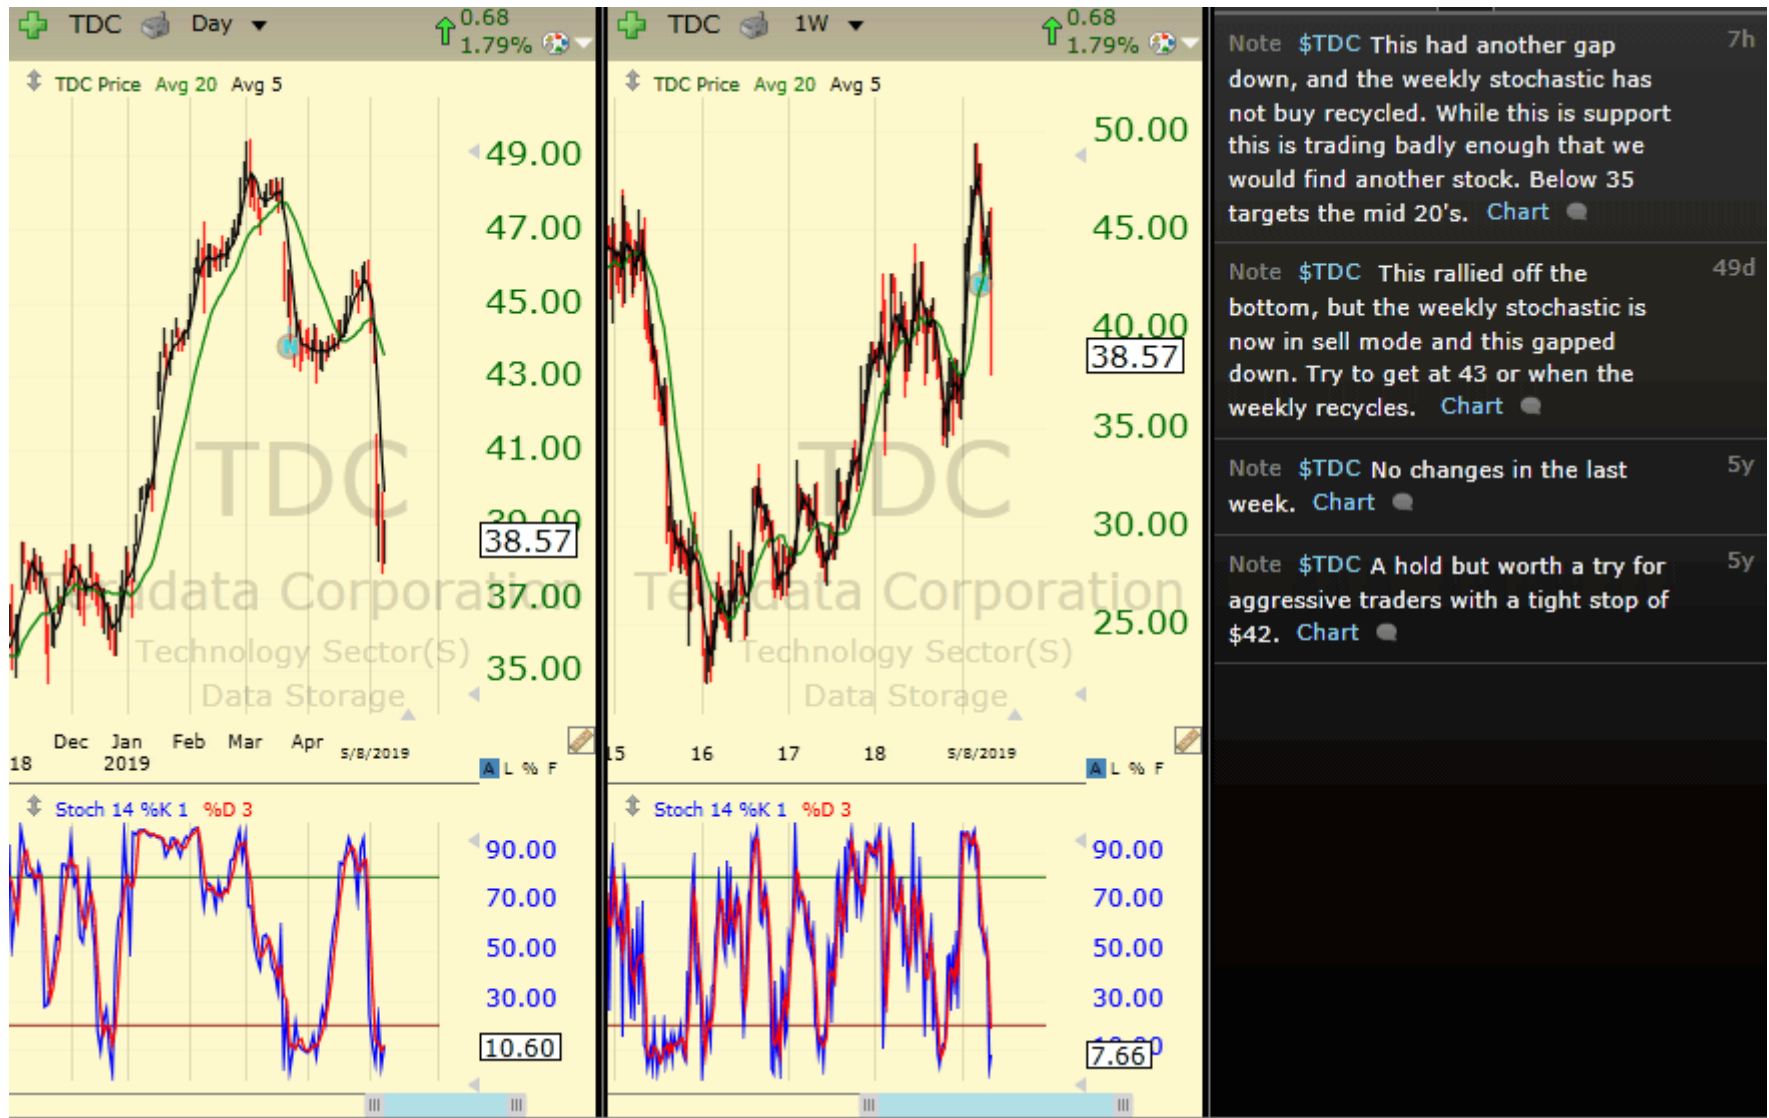 TDC Day
0.68
1.79%
TDC Price Avg 20 Avg 5
49.00
47.00
45.00
43.00
41.00
39.00
38.57
37.00
35.00
N
TDC
Teradata Corporation
Technology Sector(S)
Data Storage
Dec Jan Feb Mar Apr 5/8/2019
18 2019
A L % F
Stoch 14 %K 1 %D 3
90.00
70.00
50.00
30.00
10.60
TDC 1W
0.68
1.79%
TDC Price Avg 20 Avg 5
50.00
45.00
40.00
38.57
35.00
30.00
25.00
N
TDC
Teradata Corporation
Technology Sector(S)
Data Storage
15 16 17 18 5/8/2019
A L % F
Stoch 14 %K 1 %D 3
90.00
70.00
50.00
30.00
10.00
7.66
Note $TDC This had another gap 7h
down, and the weekly stochastic has
not buy recycled. While this is support
this is trading badly enough that we
would find another stock. Below 35
targets the mid 20's. Chart
Note $TDC This rallied off the 49d
bottom, but the weekly stochastic is
now in sell mode and this gapped
down. Try to get at 43 or when the
weekly recycles. Chart
Note $TDC No changes in the last 5y
week. Chart
Note $TDC A hold but worth a try for 5y
aggressive traders with a tight stop of
$42. Chart